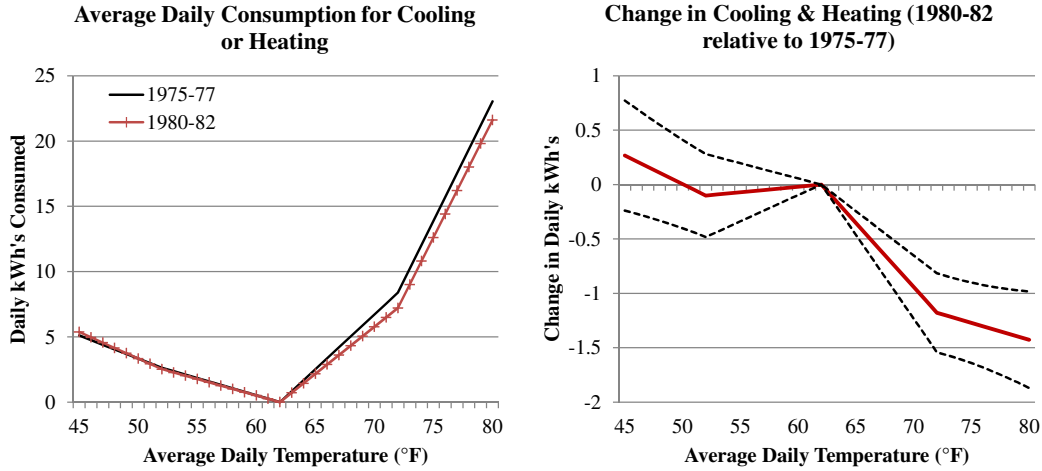 Average Daily Consumption for Cooling
or Heating
25
20
15
10
5
0
Daily kWh's Consumed
1975-77
1980-82
45 50 55 60 65 70 75 80
Average Daily Temperature (°F)
Change in Cooling & Heating (1980-82
relative to 1975-77)
1
0.5
0
-0.5
-1
-1.5
-2
Change in Daily kWh's
45 50 55 60 65 70 75 80
Average Daily Temperature (°F)